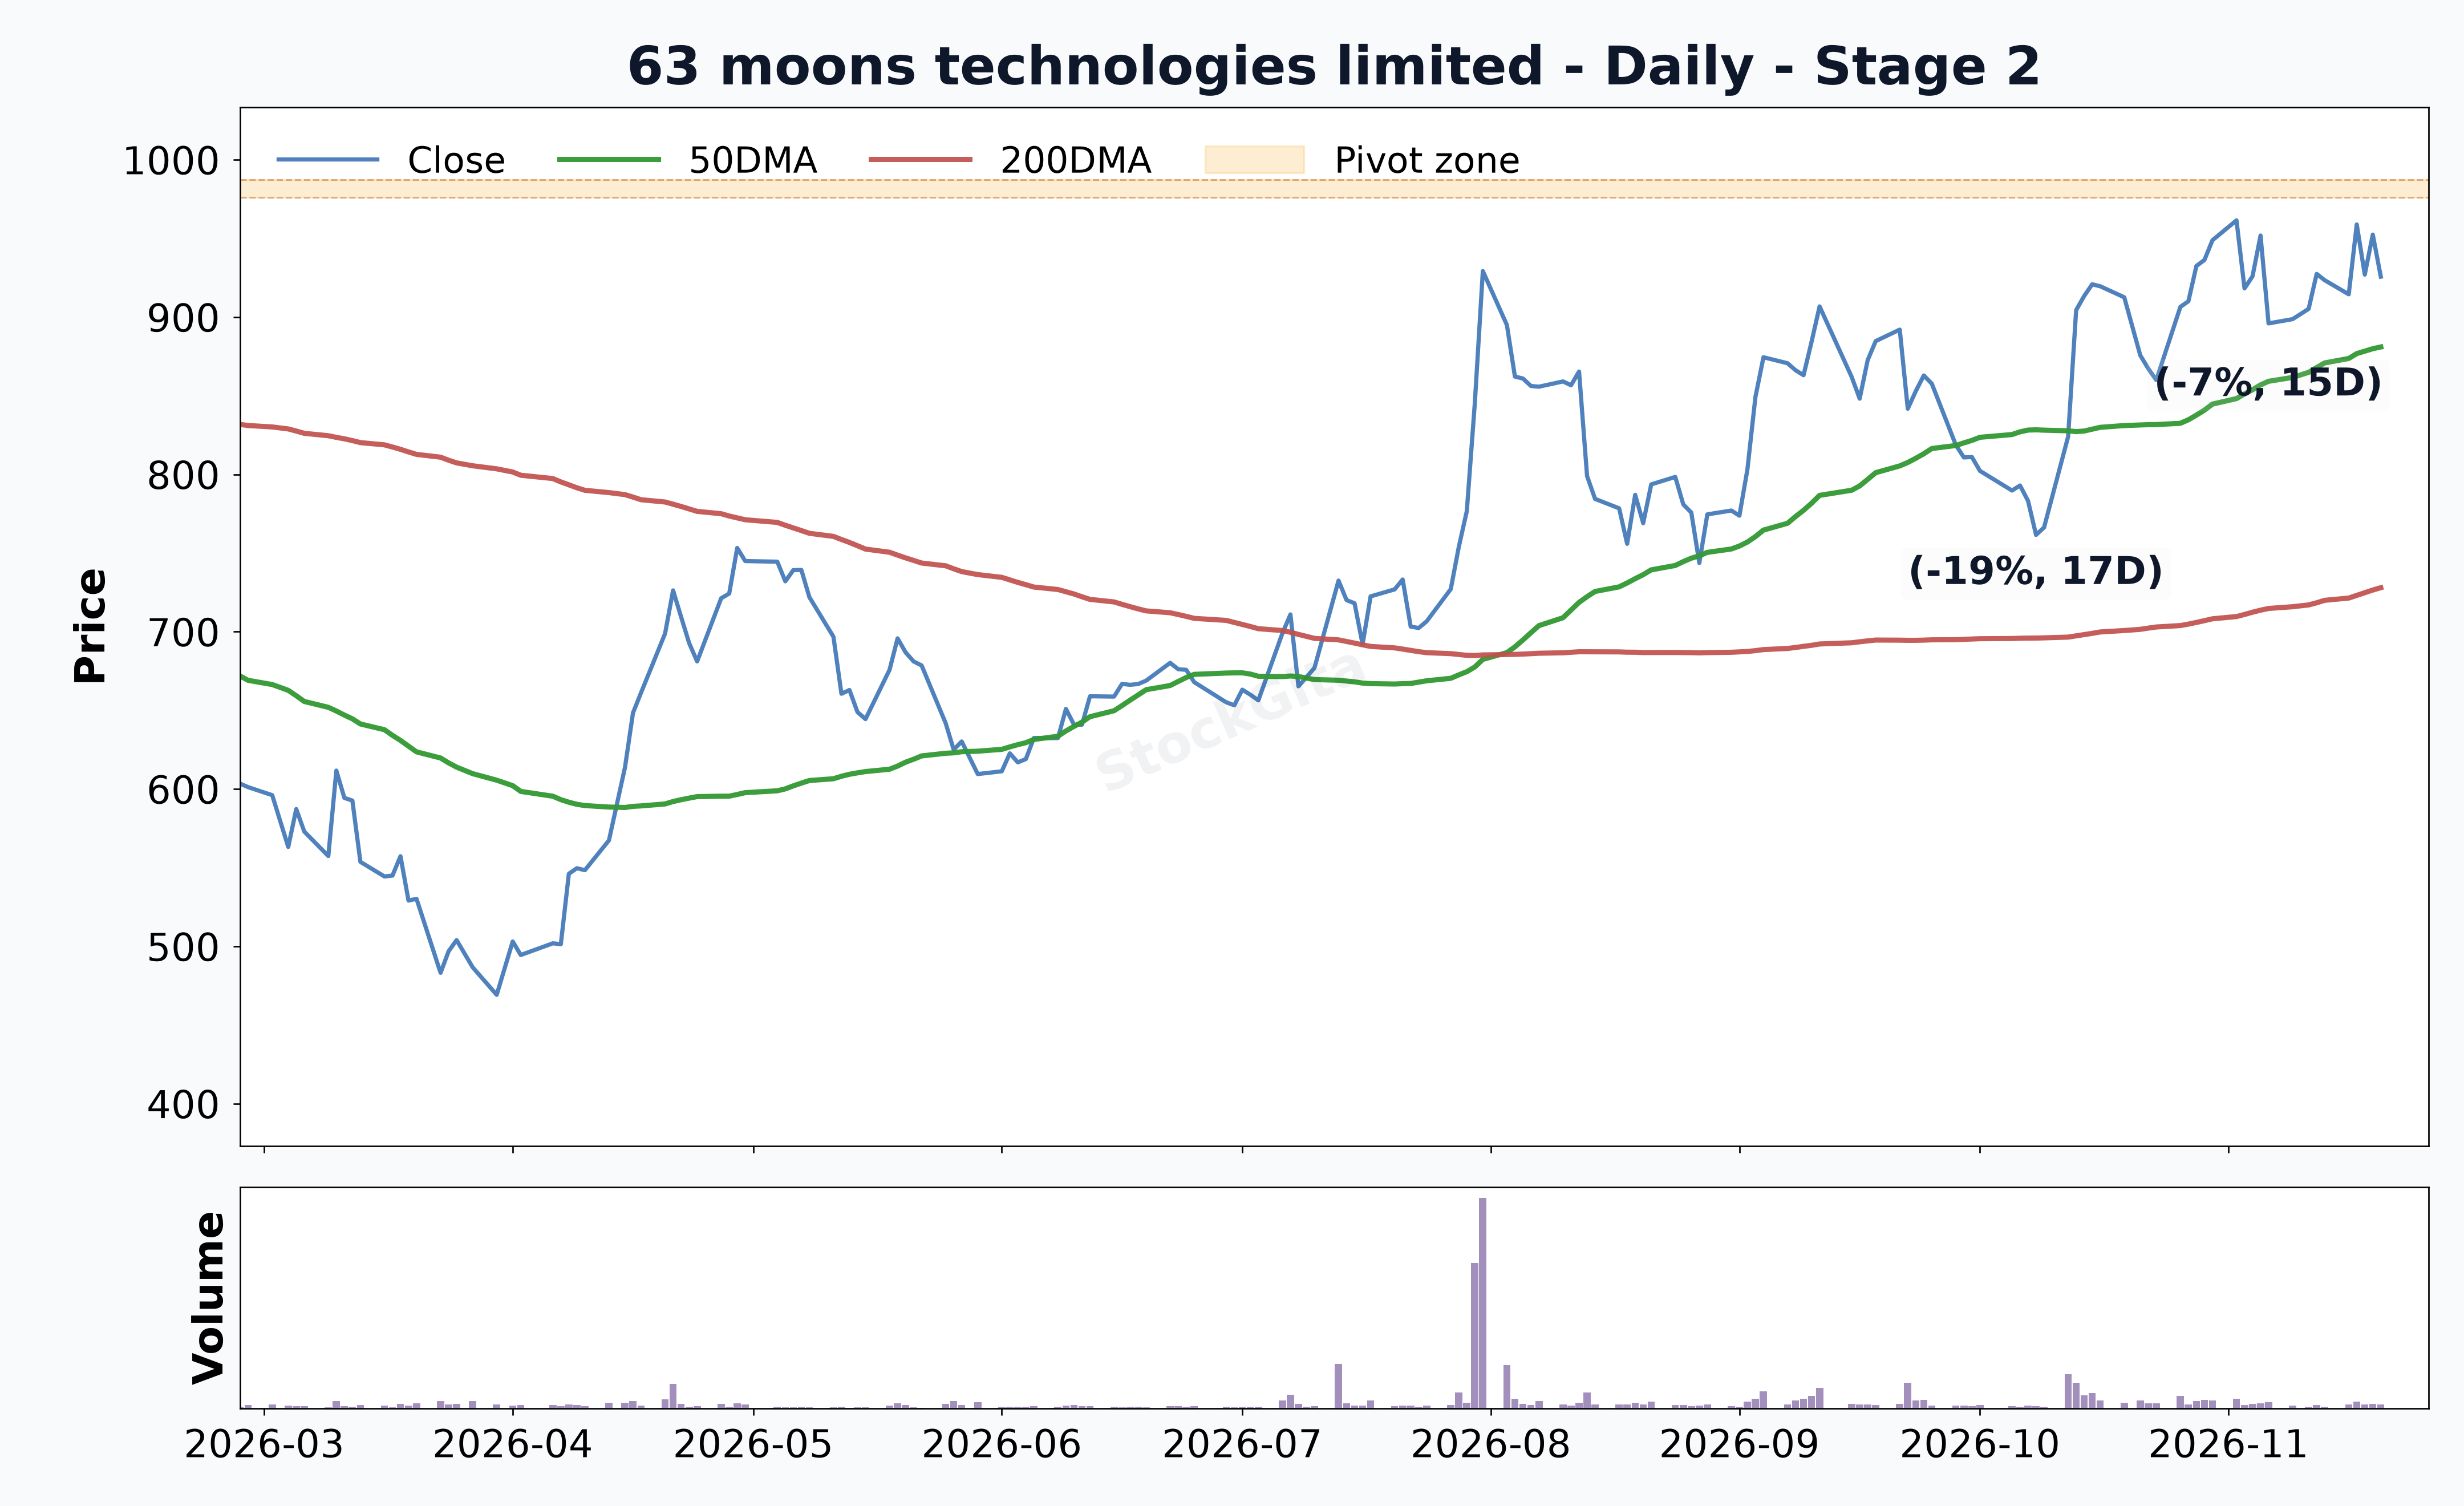 63 moons technologies limited - Daily - Stage 2
Close 50DMA 200DMA Pivot zone
1000
900
800
700
600
500
400
Price
(-7%, 15D)
(-19%, 17D)
StockGita
Volume
2026-03 2026-04 2026-05 2026-06 2026-07 2026-08 2026-09 2026-10 2026-11